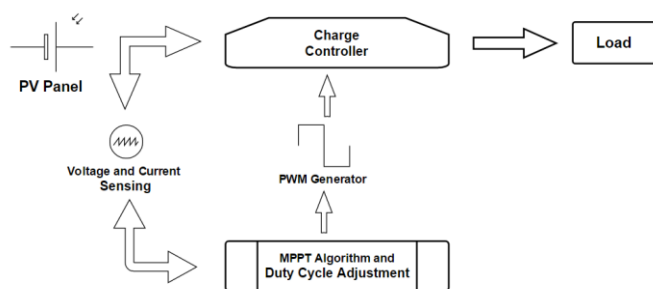 Charge
Controller
Load
PV Panel
Voltage and Current
Sensing
PWM Generator
MPPT Algorithm and
Duty Cycle Adjustment